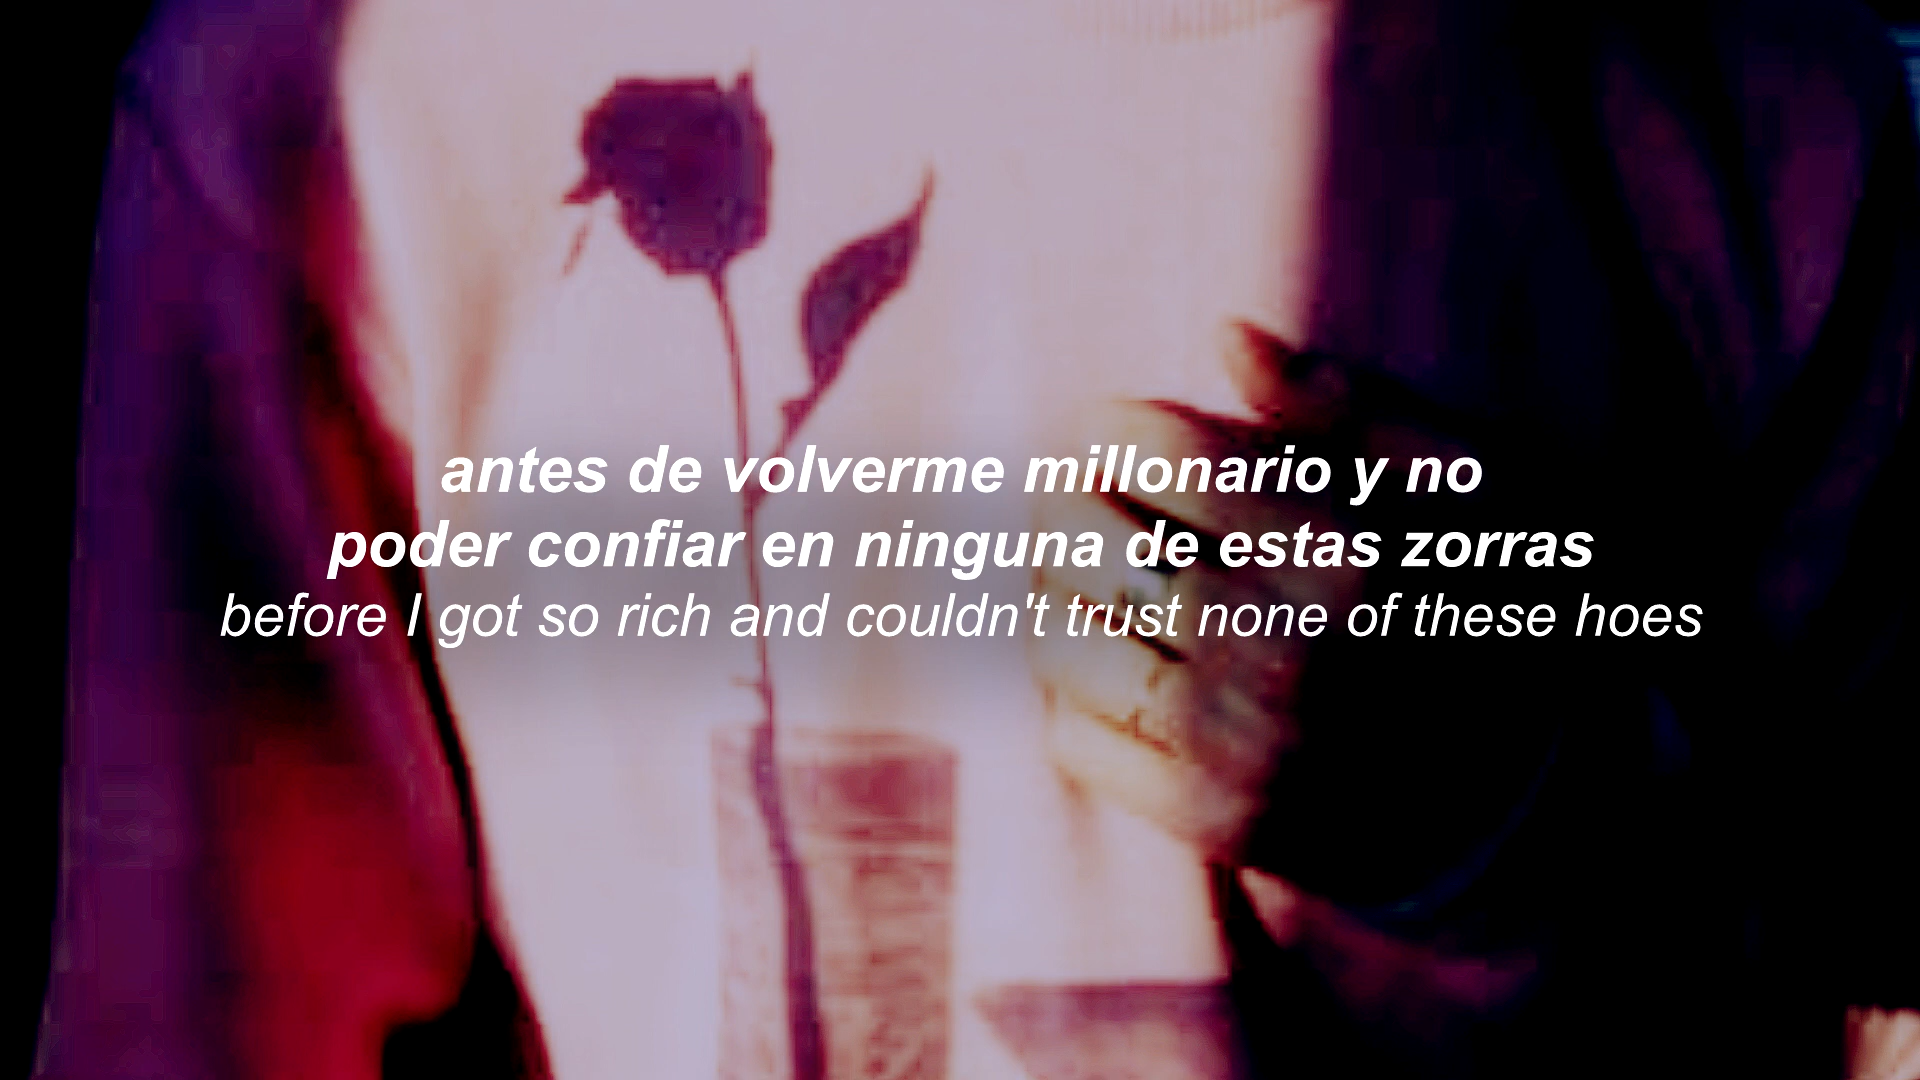 antes de volverme millonario y no
poder confiar en ninguna de estas zorras
before I got so rich and couldn't trust none of these hoes